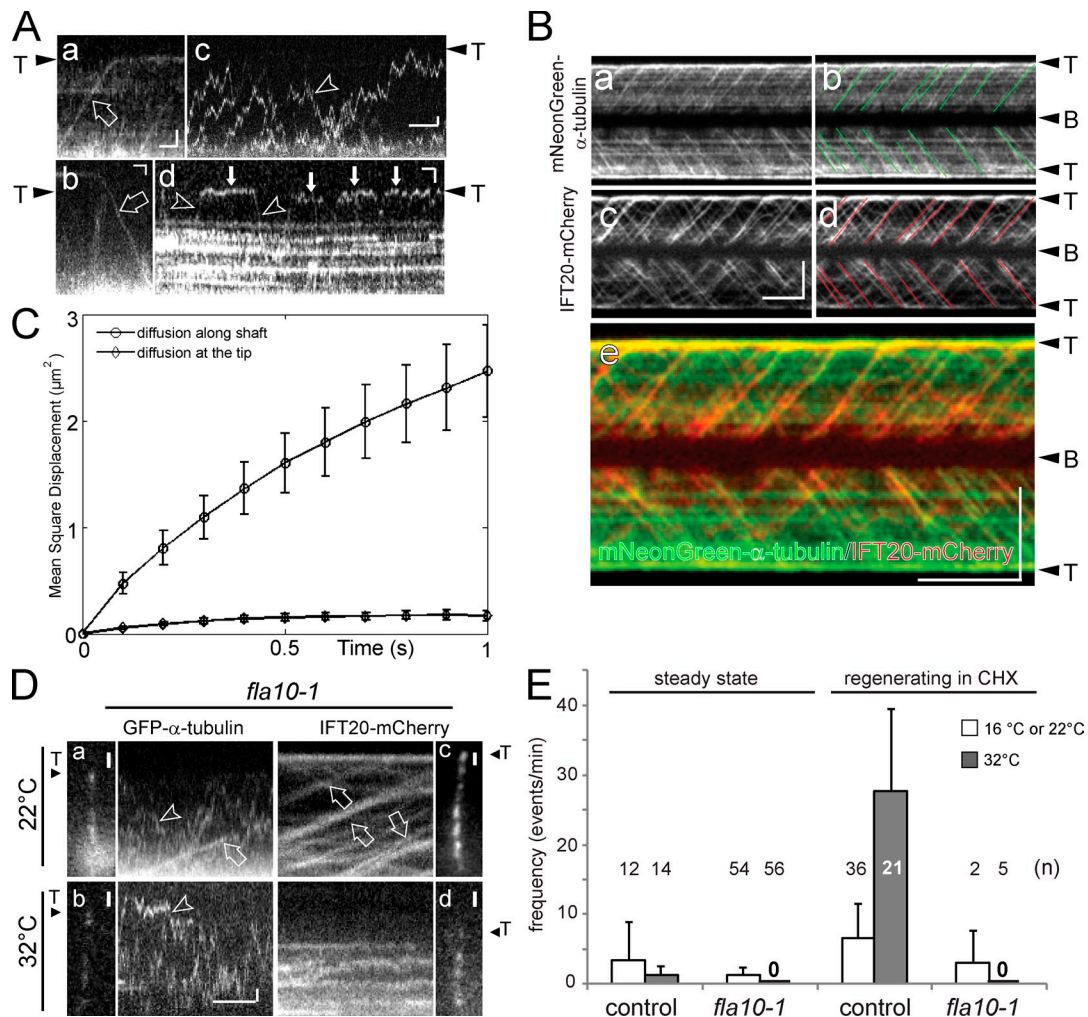 A
a
c
T
T
b
d
T
T
B
mNeonGreen-
α-tubulin
a
b
T
B
T
IFT20-mCherry
c
d
T
B
T
e
T
B
T
mNeonGreen-α-tubulin/IFT20-mCherry
C
Mean Square Displacement (µm²)
3
2
1
0
diffusion along shaft
diffusion at the tip
0
0.5
1
Time (s)
D
fla10-1
GFP-α-tubulin
IFT20-mCherry
22°C
T
a
c
T
32°C
T
b
d
T
E
frequency (events/min)
40
30
20
10
0
steady state
regenerating in CHX
16 °C or 22°C
32°C
12 14 54 56 36 21 2 5 (n)
0
0
control fla10-1 control fla10-1